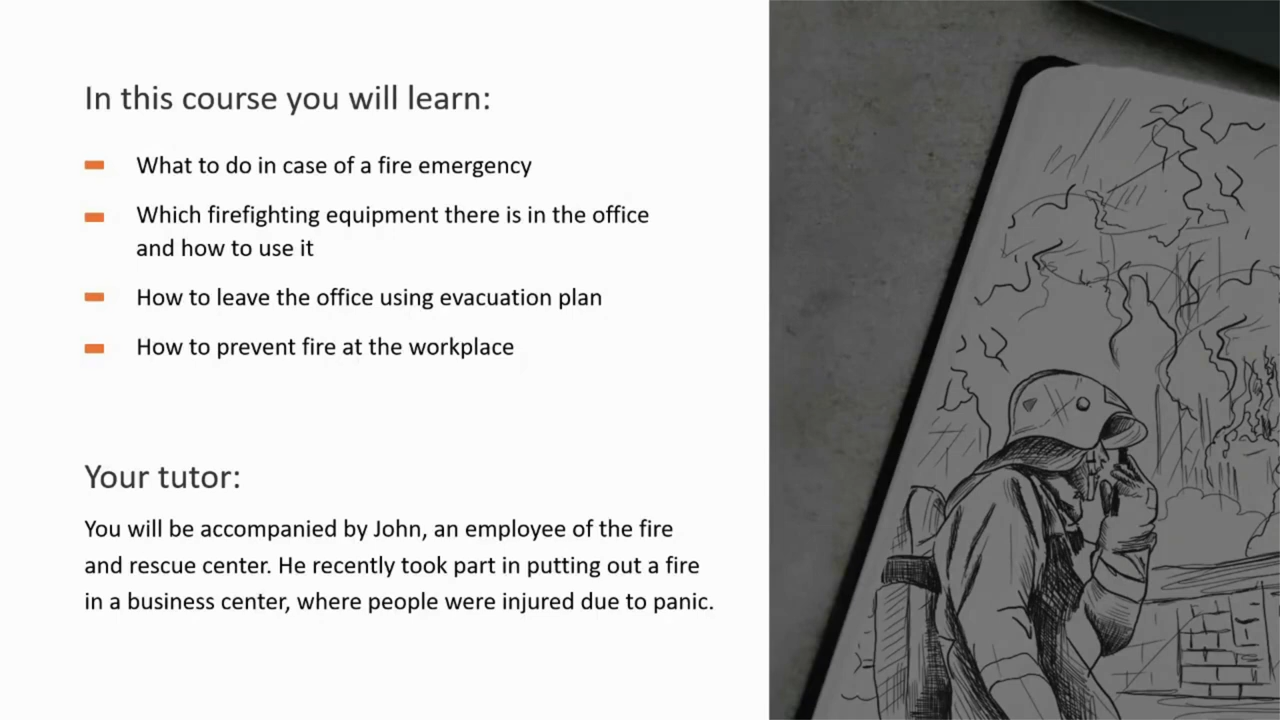 In this course you will learn:
What to do in case of a fire emergency
Which firefighting equipment there is in the office
and how to use it
How to leave the office using evacuation plan
How to prevent fire at the workplace
Your tutor:
You will be accompanied by John, an employee of the fire
and rescue center. He recently took part in putting out a fire
in a business center, where people were injured due to panic.